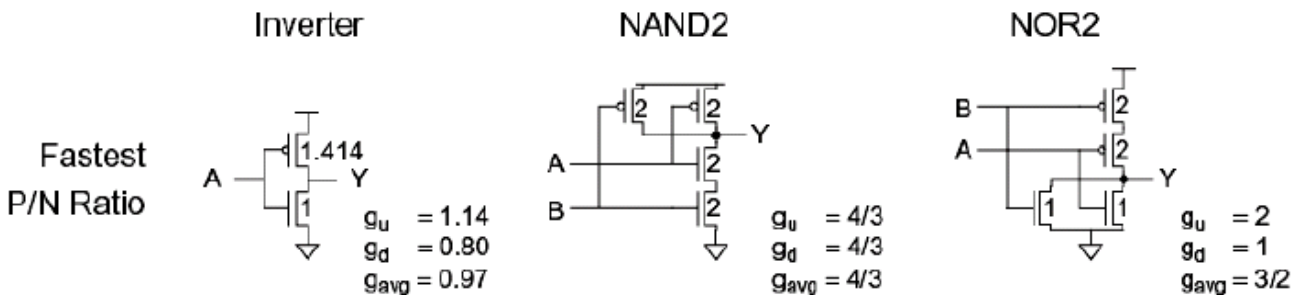 Inverter
NAND2
NOR2
Fastest
P/N Ratio
A
1.414
1
Y
g_u = 1.14
g_d = 0.80
g_avg = 0.97
2
2
Y
A
2
B
2
g_u = 4/3
g_d = 4/3
g_avg = 4/3
B
2
A
2
Y
1
1
g_u = 2
g_d = 1
g_avg = 3/2